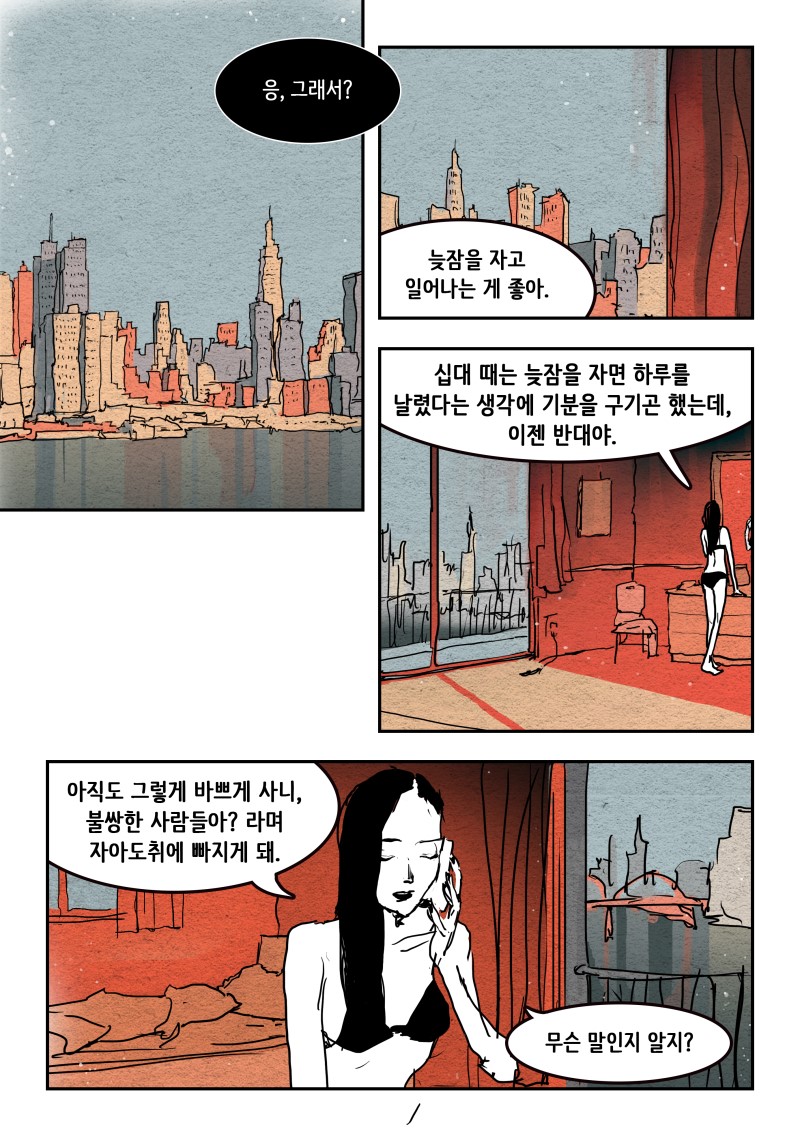 응, 그래서?
늦잠을 자고
일어나는 게 좋아.
십대 때는 늦잠을 자면 하루를
날렸다는 생각에 기분을 구기곤 했는데,
이젠 반대야.
아직도 그렇게 바쁘게 사니,
불쌍한 사람들아? 라며
자아도취에 빠지게 돼.
무슨 말인지 알지?